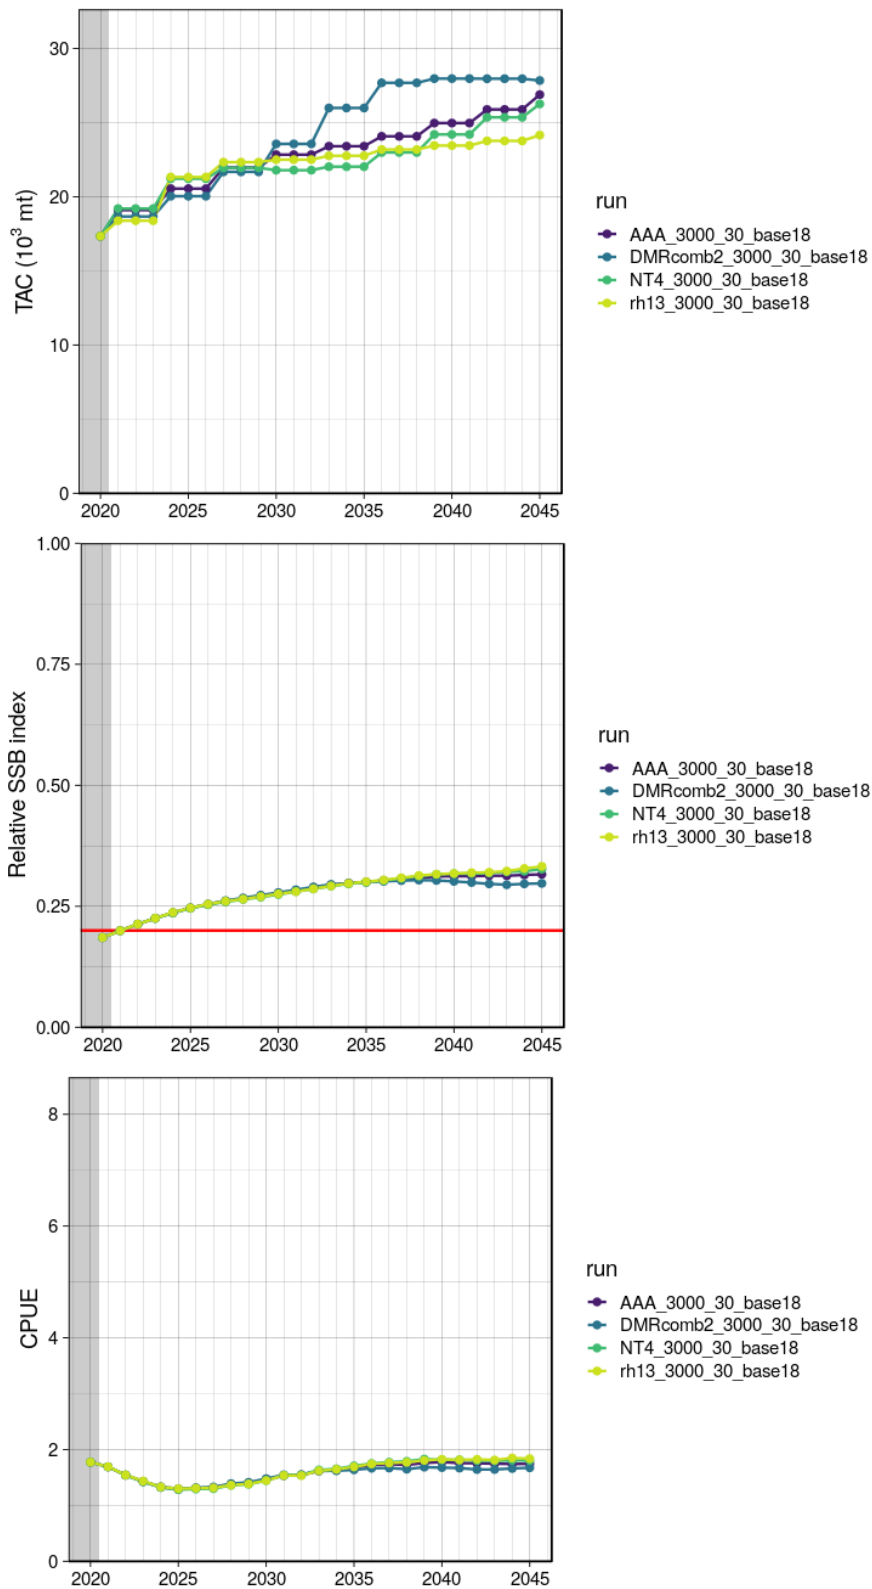 TAC (10³ mt)
30
20
10
0
2020 2025 2030 2035 2040 2045
run
AAA_3000_30_base18
DMRcomb2_3000_30_base18
NT4_3000_30_base18
rh13_3000_30_base18
Relative SSB index
1.00
0.75
0.50
0.25
0.00
2020 2025 2030 2035 2040 2045
run
AAA_3000_30_base18
DMRcomb2_3000_30_base18
NT4_3000_30_base18
rh13_3000_30_base18
CPUE
8
6
4
2
0
2020 2025 2030 2035 2040 2045
run
AAA_3000_30_base18
DMRcomb2_3000_30_base18
NT4_3000_30_base18
rh13_3000_30_base18